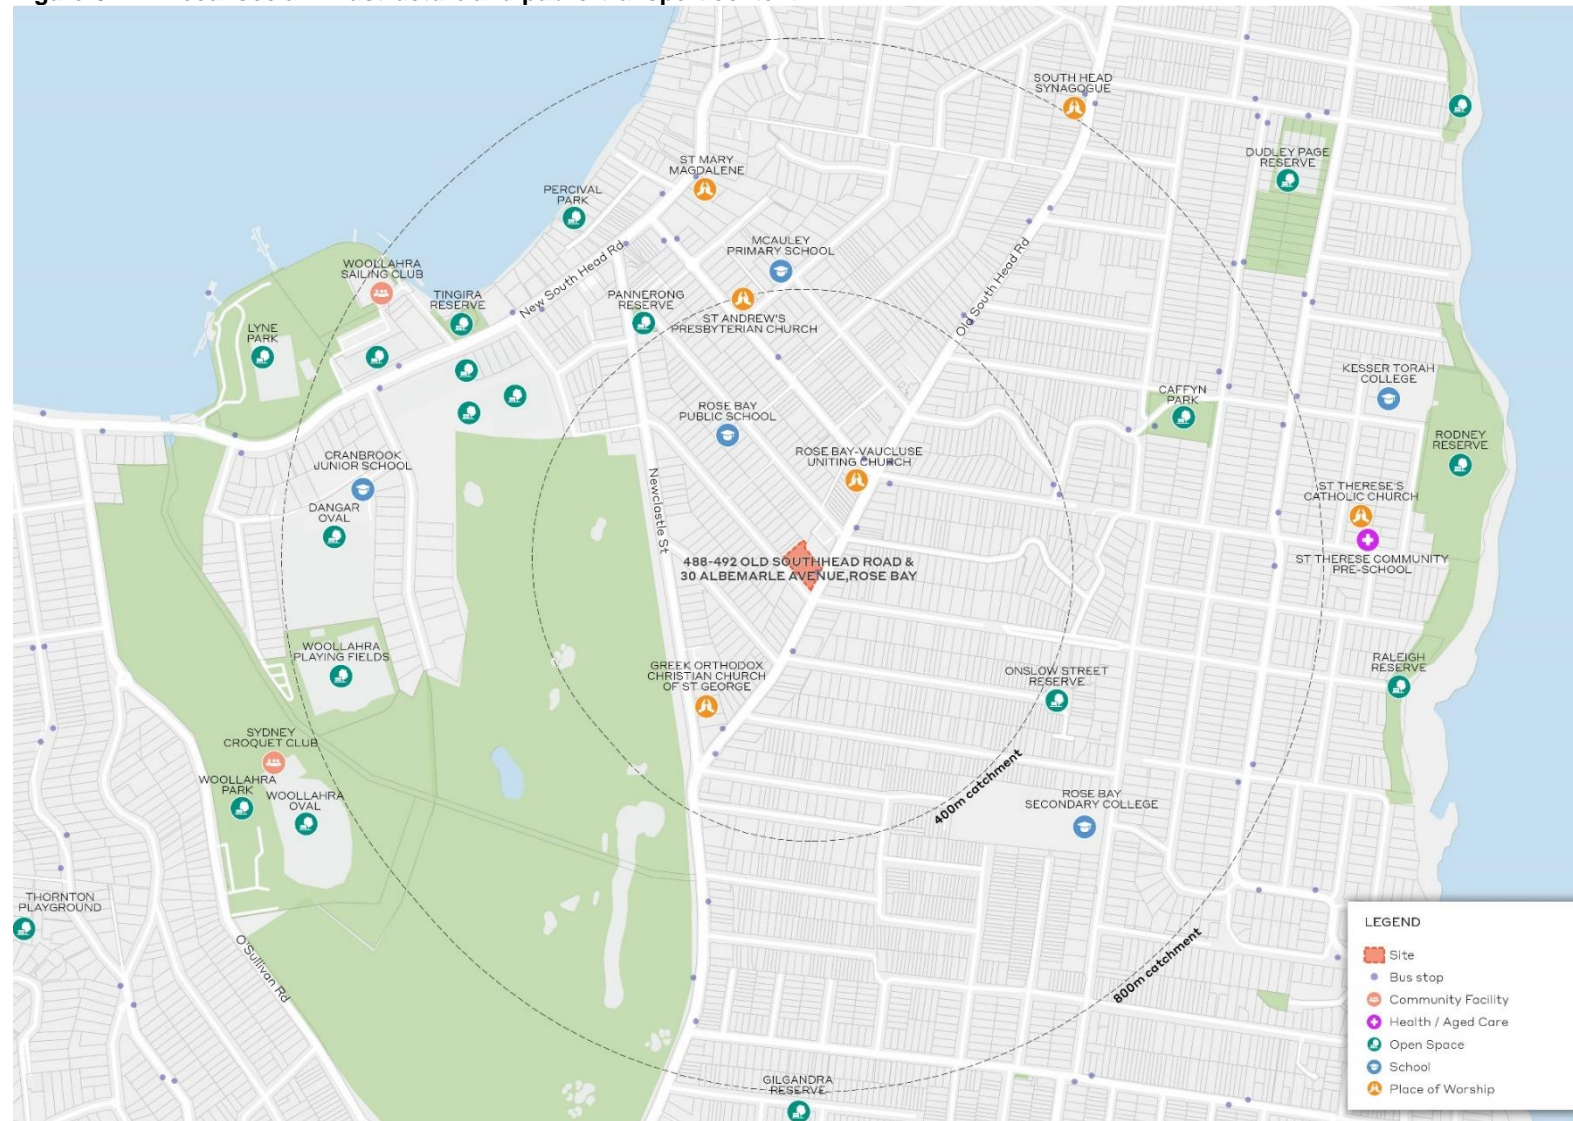 SOUTH HEAD
SYNAGOGUE
DUDLEY PAGE
RESERVE
ST MARY
MAGDALENE
PERCIVAL
PARK
MCAULEY
PRIMARY SCHOOL
WOOLLAHRA
SAILING CLUB
TINGIRA
RESERVE
New South Head Rd
PANNERONG
RESERVE
ST ANDREW'S
PRESBYTERIAN CHURCH
Old South Head Rd
LYNE
PARK
KESSER TORAH
COLLEGE
CAFFYN
PARK
ROSE BAY
PUBLIC SCHOOL
RODNEY
RESERVE
CRANBROOK
JUNIOR SCHOOL
ROSE BAY-VAUCLUSE
UNITING CHURCH
ST THERESE'S
CATHOLIC CHURCH
DANGAR
OVAL
Newclastle St
488-492 OLD SOUTHHEAD ROAD &
30 ALBEMARLE AVENUE,ROSE BAY
ST THERESE COMMUNITY
PRE-SCHOOL
WOOLLAHRA
PLAYING FIELDS
GREEK ORTHODOX
CHRISTIAN CHURCH
OF ST GEORGE
ONSLOW STREET
RESERVE
RALEIGH
RESERVE
SYDNEY
CROQUET CLUB
WOOLLAHRA
PARK
WOOLLAHRA
OVAL
400m catchment
ROSE BAY
SECONDARY COLLEGE
THORNTON
PLAYGROUND
O'Sullivan Rd
800m catchment
GILGANDRA
RESERVE
LEGEND
Site
Bus stop
Community Facility
Health / Aged Care
Open Space
School
Place of Worship